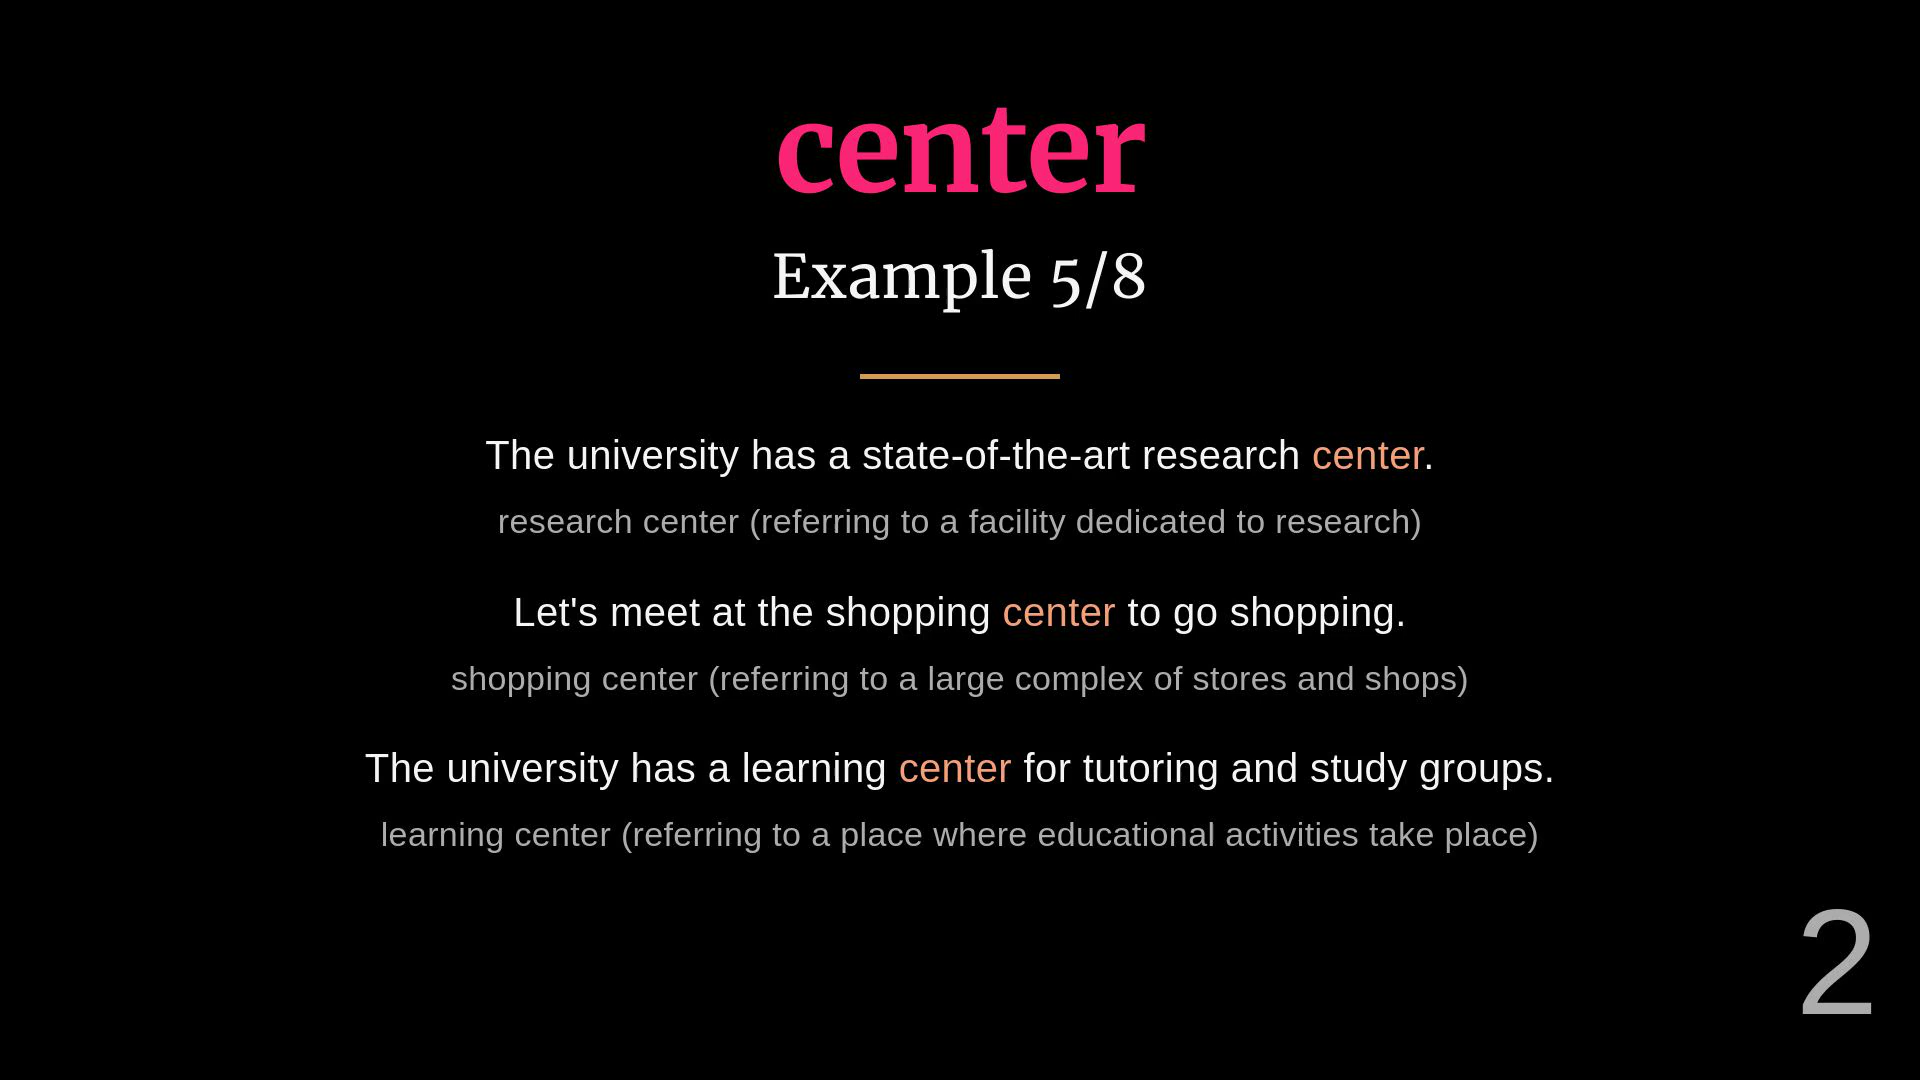 center
Example 5/8
The university has a state-of-the-art research center.
research center (referring to a facility dedicated to research)
Let's meet at the shopping center to go shopping.
shopping center (referring to a large complex of stores and shops)
The university has a learning center for tutoring and study groups.
learning center (referring to a place where educational activities take place)
2